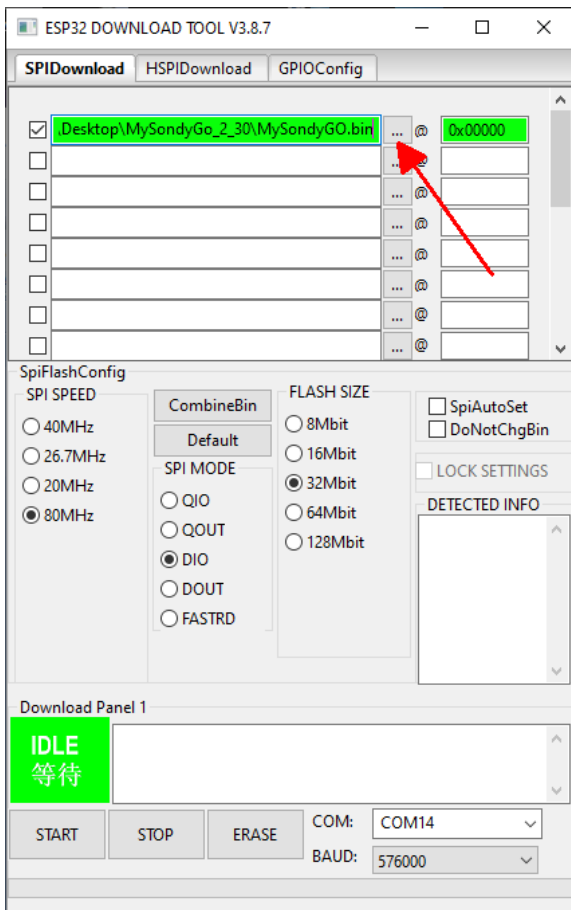 ESP32 DOWNLOAD TOOL V3.8.7
SPIDownload HSPIDownload GPIOConfig
.Desktop\MySondyGo_2_30\MySondyGO.bin ... @ 0x00000
... @
... @
... @
... @
... @
... @
... @
SpiFlashConfig
SPI SPEED
40MHz
26.7MHz
20MHz
80MHz
CombineBin
Default
SPI MODE
QIO
QOUT
DIO
DOUT
FASTRD
FLASH SIZE
8Mbit
16Mbit
32Mbit
64Mbit
128Mbit
SpiAutoSet
DoNotChgBin
LOCK SETTINGS
DETECTED INFO
Download Panel 1
IDLE
等待
START STOP ERASE
COM: COM14
BAUD: 576000